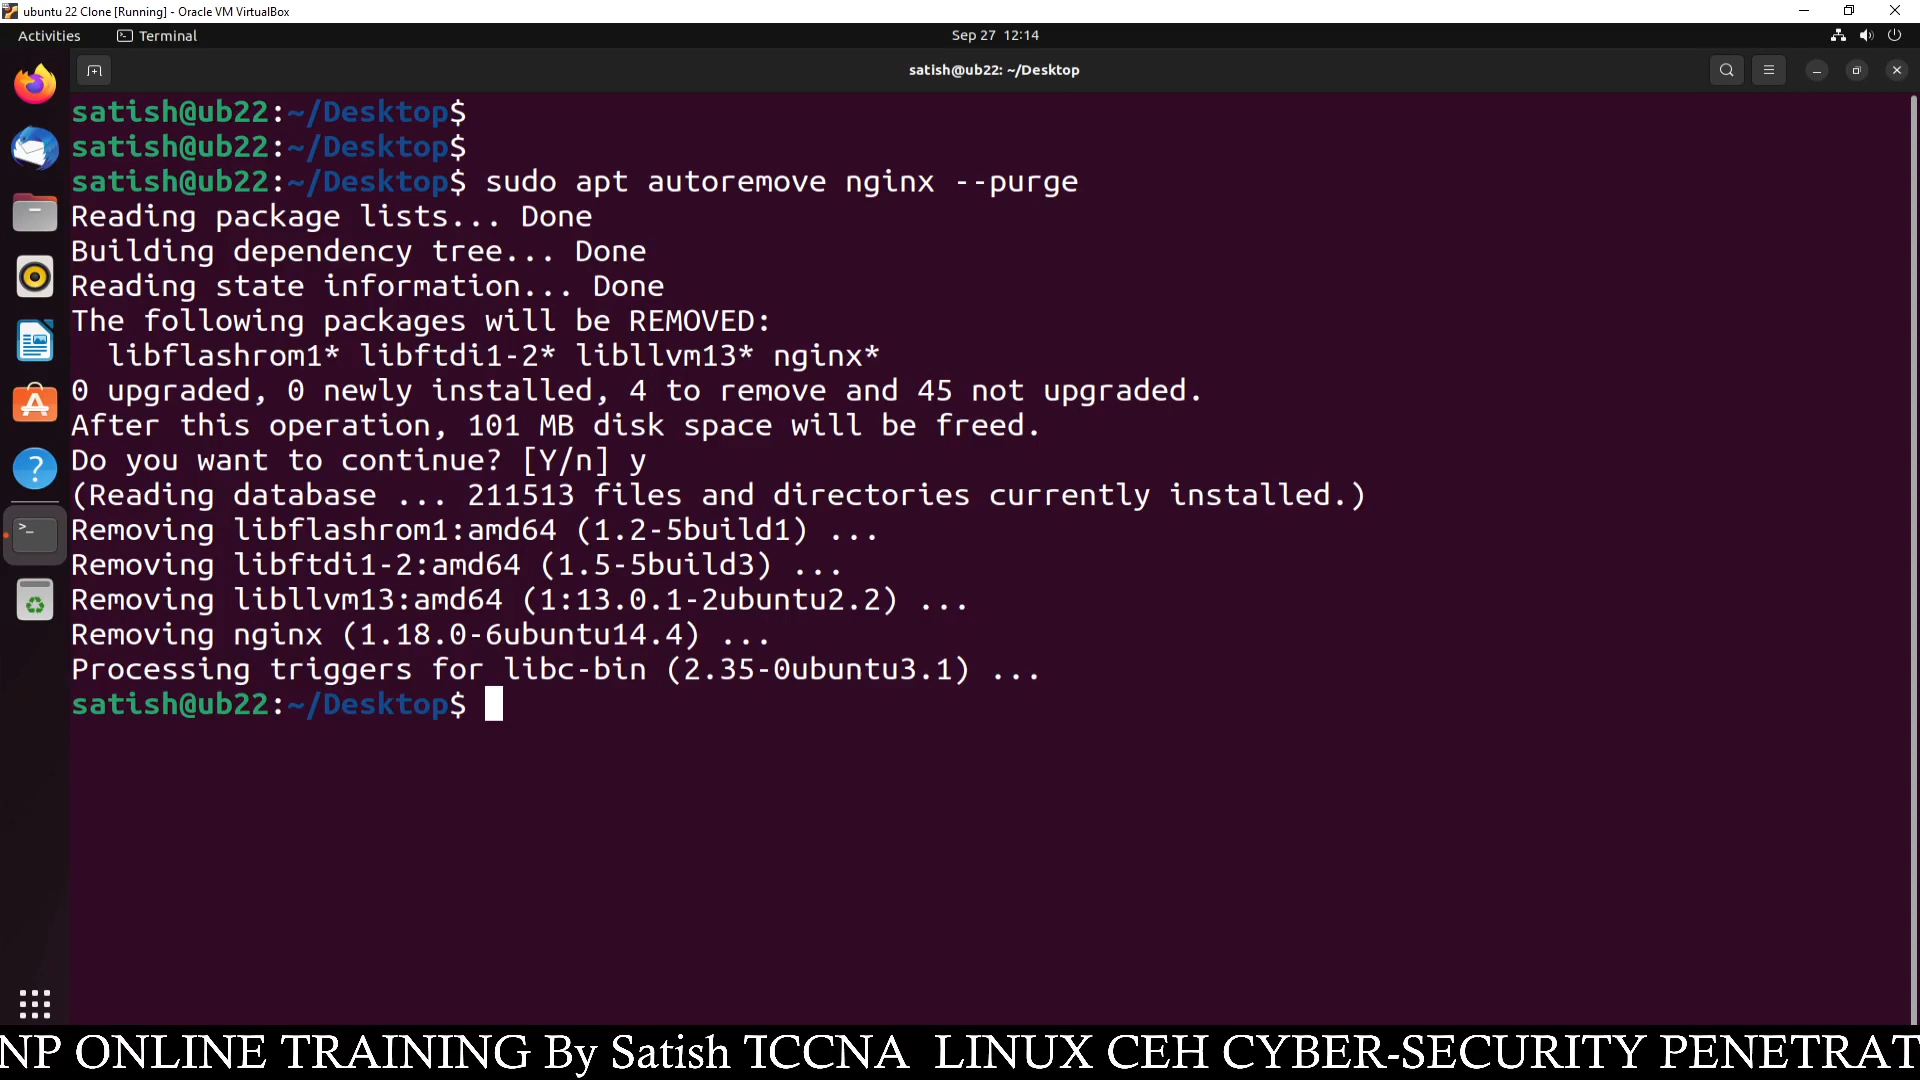 ubuntu 22 Clone [Running] - Oracle VM VirtualBox
Activities Terminal Sep 27 12:14
satish@ub22: ~/Desktop
satish@ub22:~/Desktop$
satish@ub22:~/Desktop$
satish@ub22:~/Desktop$ sudo apt autoremove nginx --purge
Reading package lists... Done
Building dependency tree... Done
Reading state information... Done
The following packages will be REMOVED:
  libflashrom1* libftdi1-2* libllvm13* nginx*
0 upgraded, 0 newly installed, 4 to remove and 45 not upgraded.
After this operation, 101 MB disk space will be freed.
Do you want to continue? [Y/n] y
(Reading database ... 211513 files and directories currently installed.)
Removing libflashrom1:amd64 (1.2-5build1) ...
Removing libftdi1-2:amd64 (1.5-5build3) ...
Removing libllvm13:amd64 (1:13.0.1-2ubuntu2.2) ...
Removing nginx (1.18.0-6ubuntu14.4) ...
Processing triggers for libc-bin (2.35-0ubuntu3.1) ...
satish@ub22:~/Desktop$
NP ONLINE TRAINING By Satish TCCNA LINUX CEH CYBER-SECURITY PENETRAT